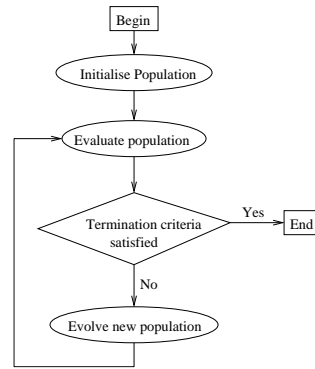 Begin
Initialise Population
Evaluate population
Termination criteria
satisfied
Yes
End
No
Evolve new population